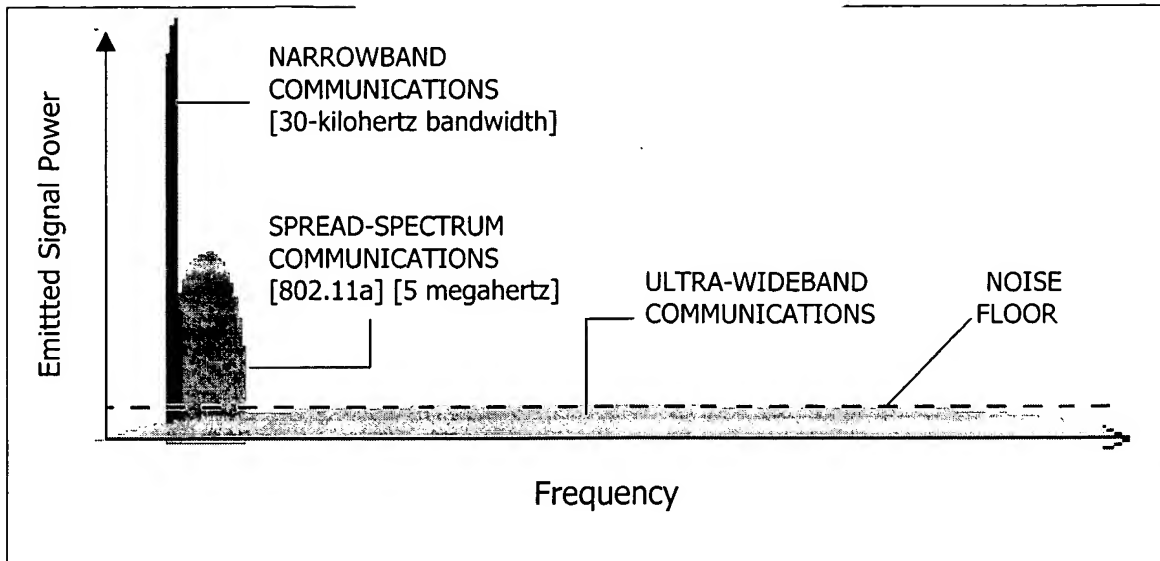 NARROWBAND
COMMUNICATIONS
[30-kilohertz bandwidth]
SPREAD-SPECTRUM
COMMUNICATIONS
[802.11a] [5 megahertz]
ULTRA-WIDEBAND
COMMUNICATIONS
NOISE
FLOOR
Emittted Signal Power
Frequency